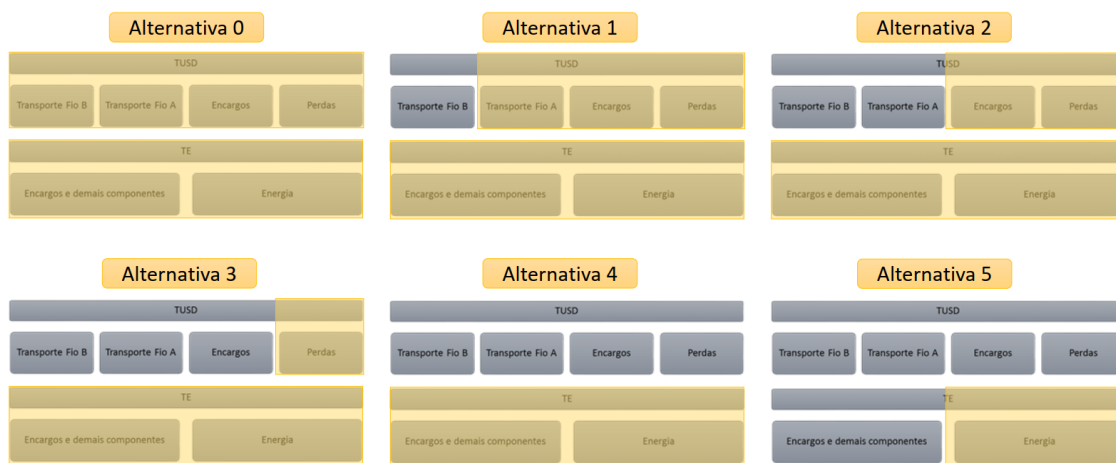 Alternativa 0
TUSD
Transporte Fio B
Transporte Fio A
Encargos
Perdas
TE
Encargos e demais componentes
Energia
Alternativa 1
TUSD
Transporte Fio B
Transporte Fio A
Encargos
Perdas
TE
Encargos e demais componentes
Energia
Alternativa 2
TUSD
Transporte Fio B
Transporte Fio A
Encargos
Perdas
TE
Encargos e demais componentes
Energia
Alternativa 3
TUSD
Transporte Fio B
Transporte Fio A
Encargos
Perdas
TE
Encargos e demais componentes
Energia
Alternativa 4
TUSD
Transporte Fio B
Transporte Fio A
Encargos
Perdas
TE
Encargos e demais componentes
Energia
Alternativa 5
TUSD
Transporte Fio B
Transporte Fio A
Encargos
Perdas
TE
Encargos e demais componentes
Energia